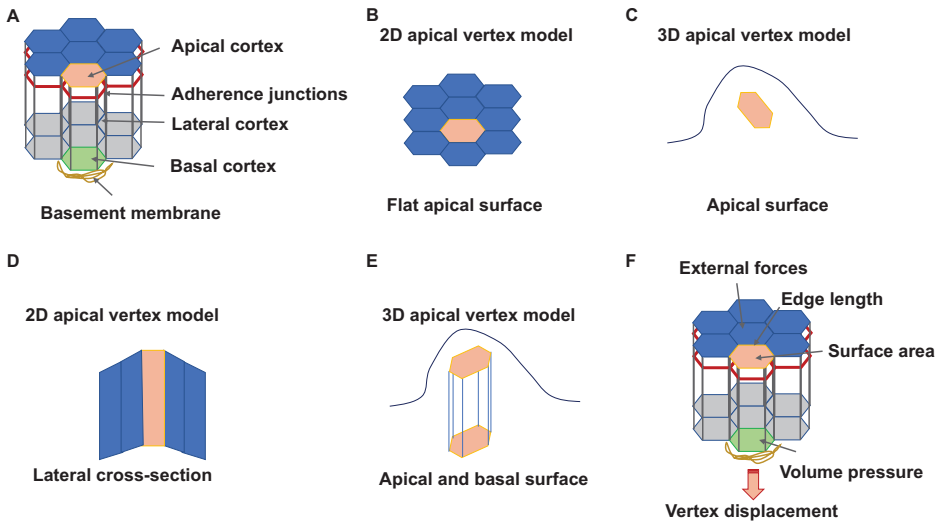 A
Apical cortex
Adherence junctions
Lateral cortex
Basal cortex
Basement membrane
B
2D apical vertex model
Flat apical surface
C
3D apical vertex model
Apical surface
D
2D apical vertex model
Lateral cross-section
E
3D apical vertex model
Apical and basal surface
F
External forces
Edge length
Surface area
Volume pressure
Vertex displacement